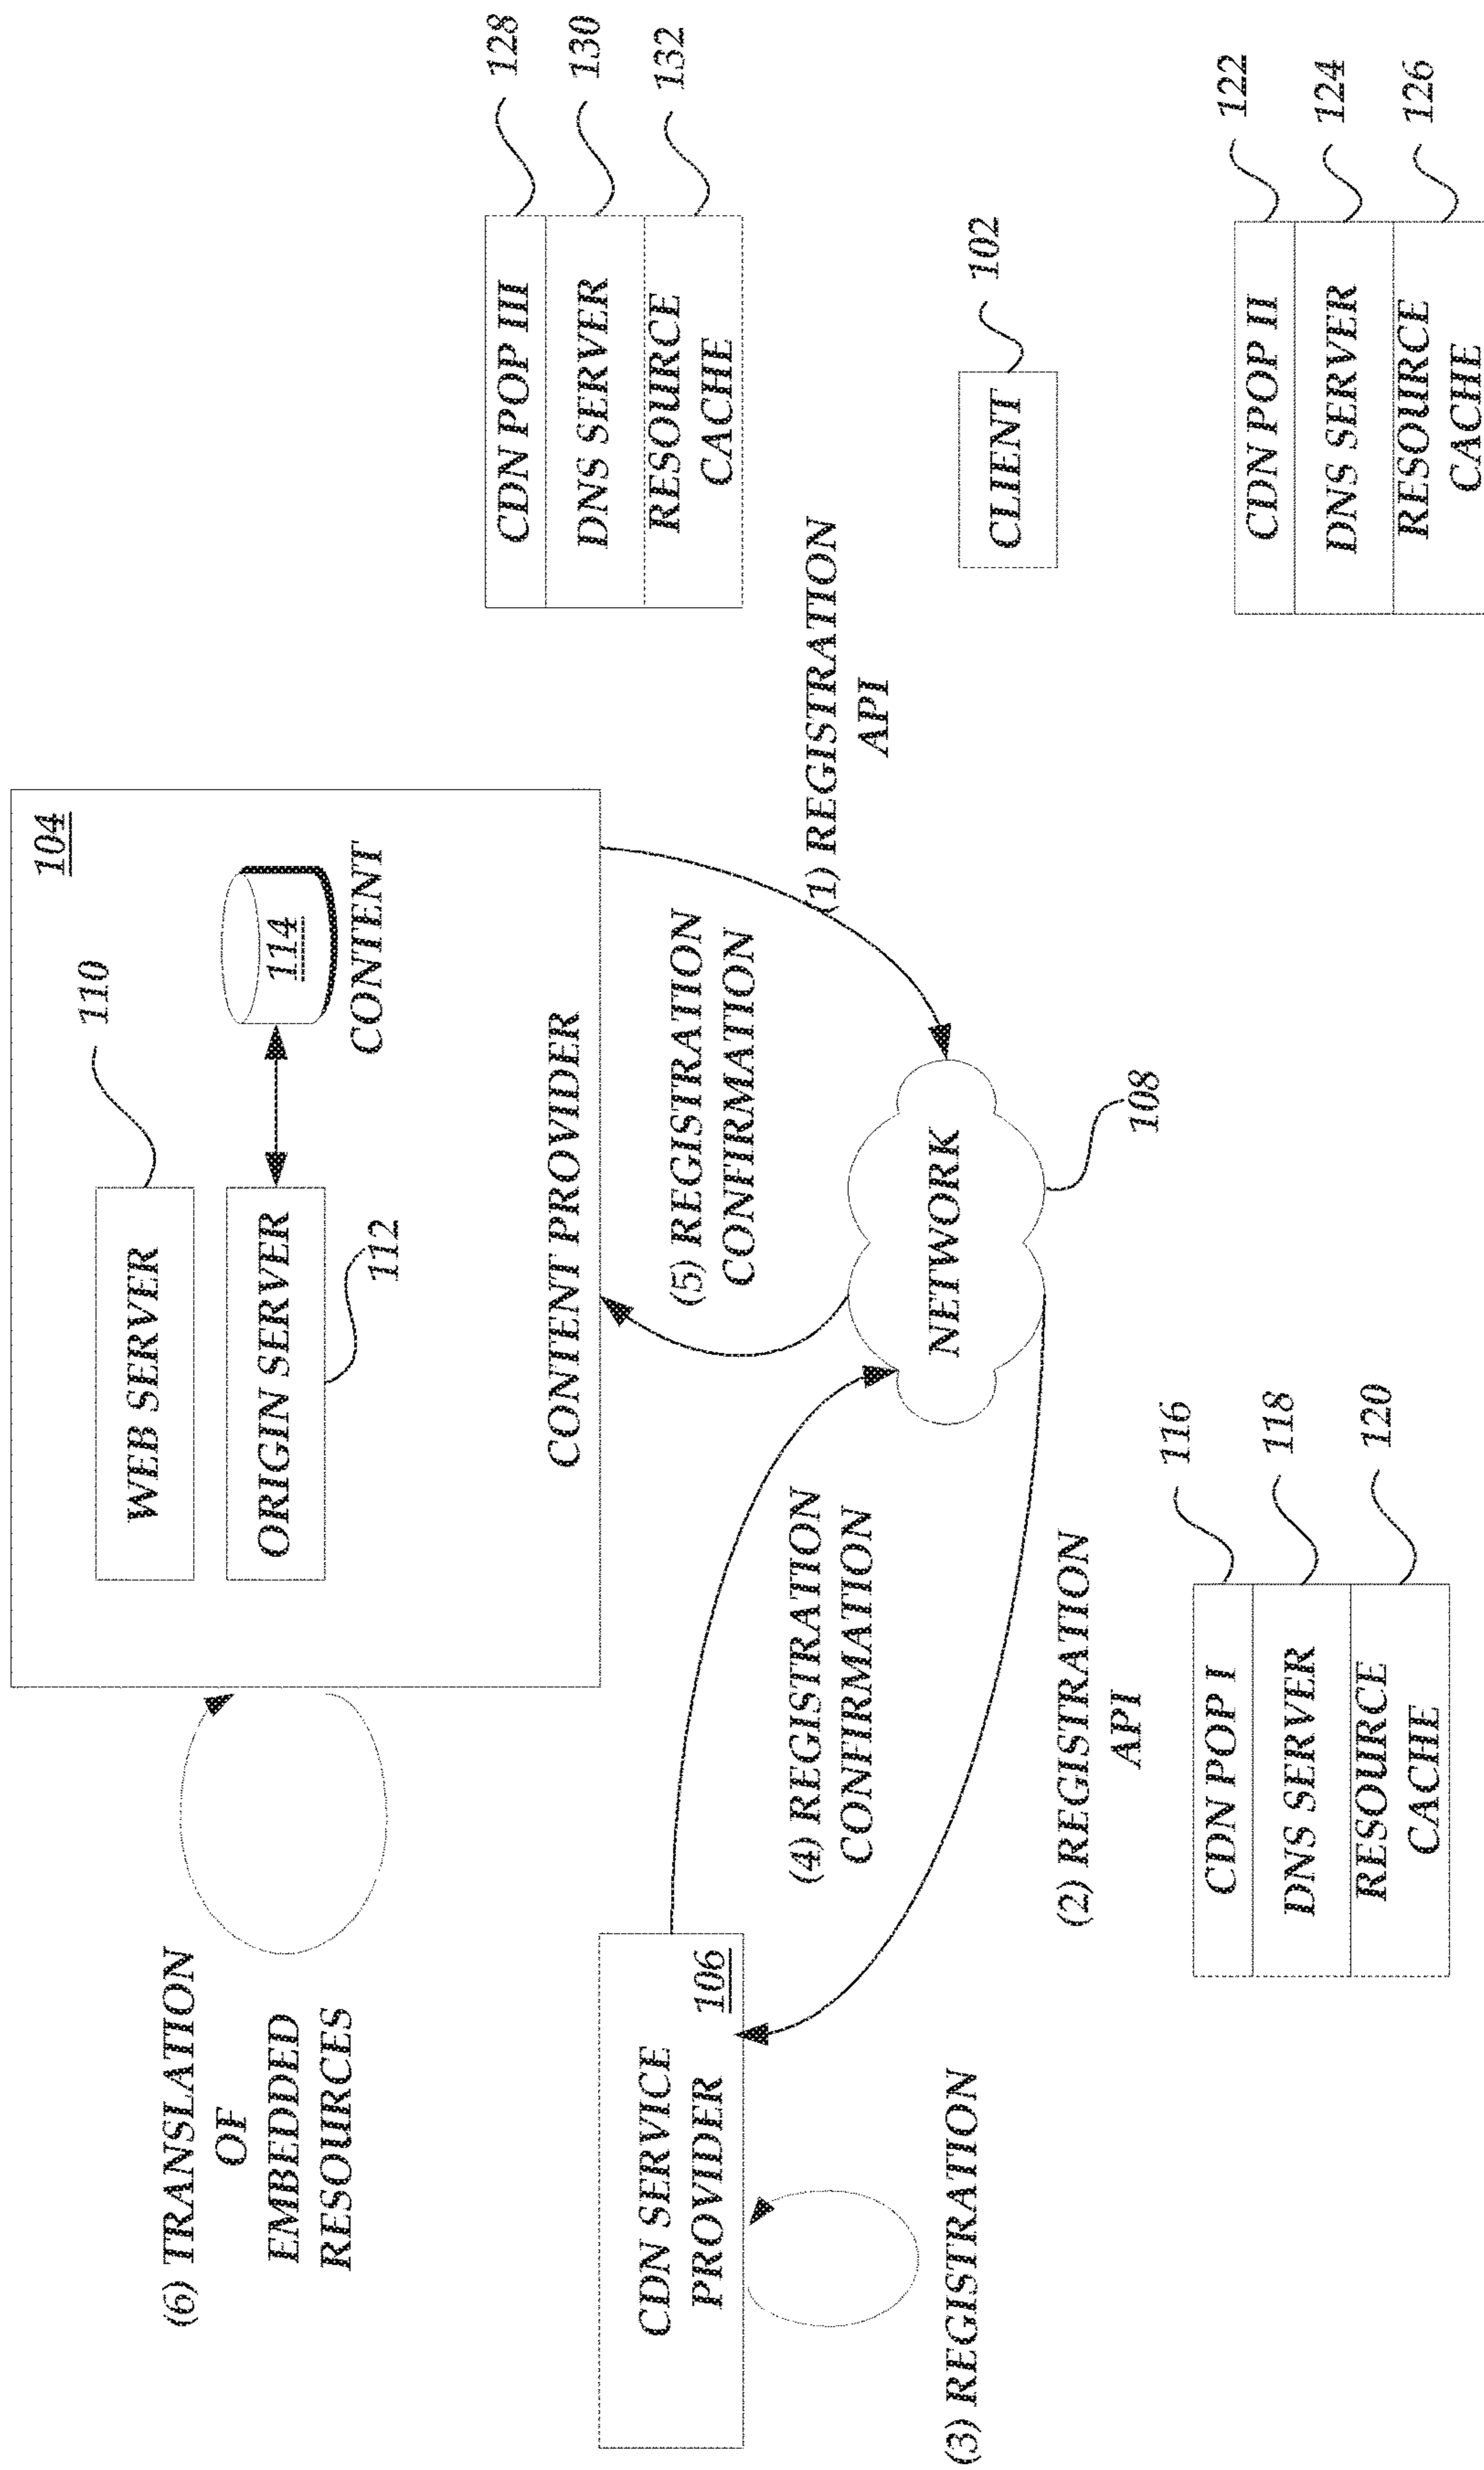 (6) TRANSLATION
OF
EMBEDDED
RESOURCES
104
WEB SERVER
110
ORIGIN SERVER
112
114
CONTENT
CONTENT PROVIDER
CDN SERVICE
PROVIDER
106
(3) REGISTRATION
(4) REGISTRATION
CONFIRMATION
(5) REGISTRATION
CONFIRMATION
(1) REGISTRATION
API
(2) REGISTRATION
API
NETWORK
108
CDN POP III
128
DNS SERVER
130
RESOURCE
CACHE
132
CLIENT
102
CDN POP I
116
DNS SERVER
118
RESOURCE
CACHE
120
CDN POP II
122
DNS SERVER
124
RESOURCE
CACHE
126